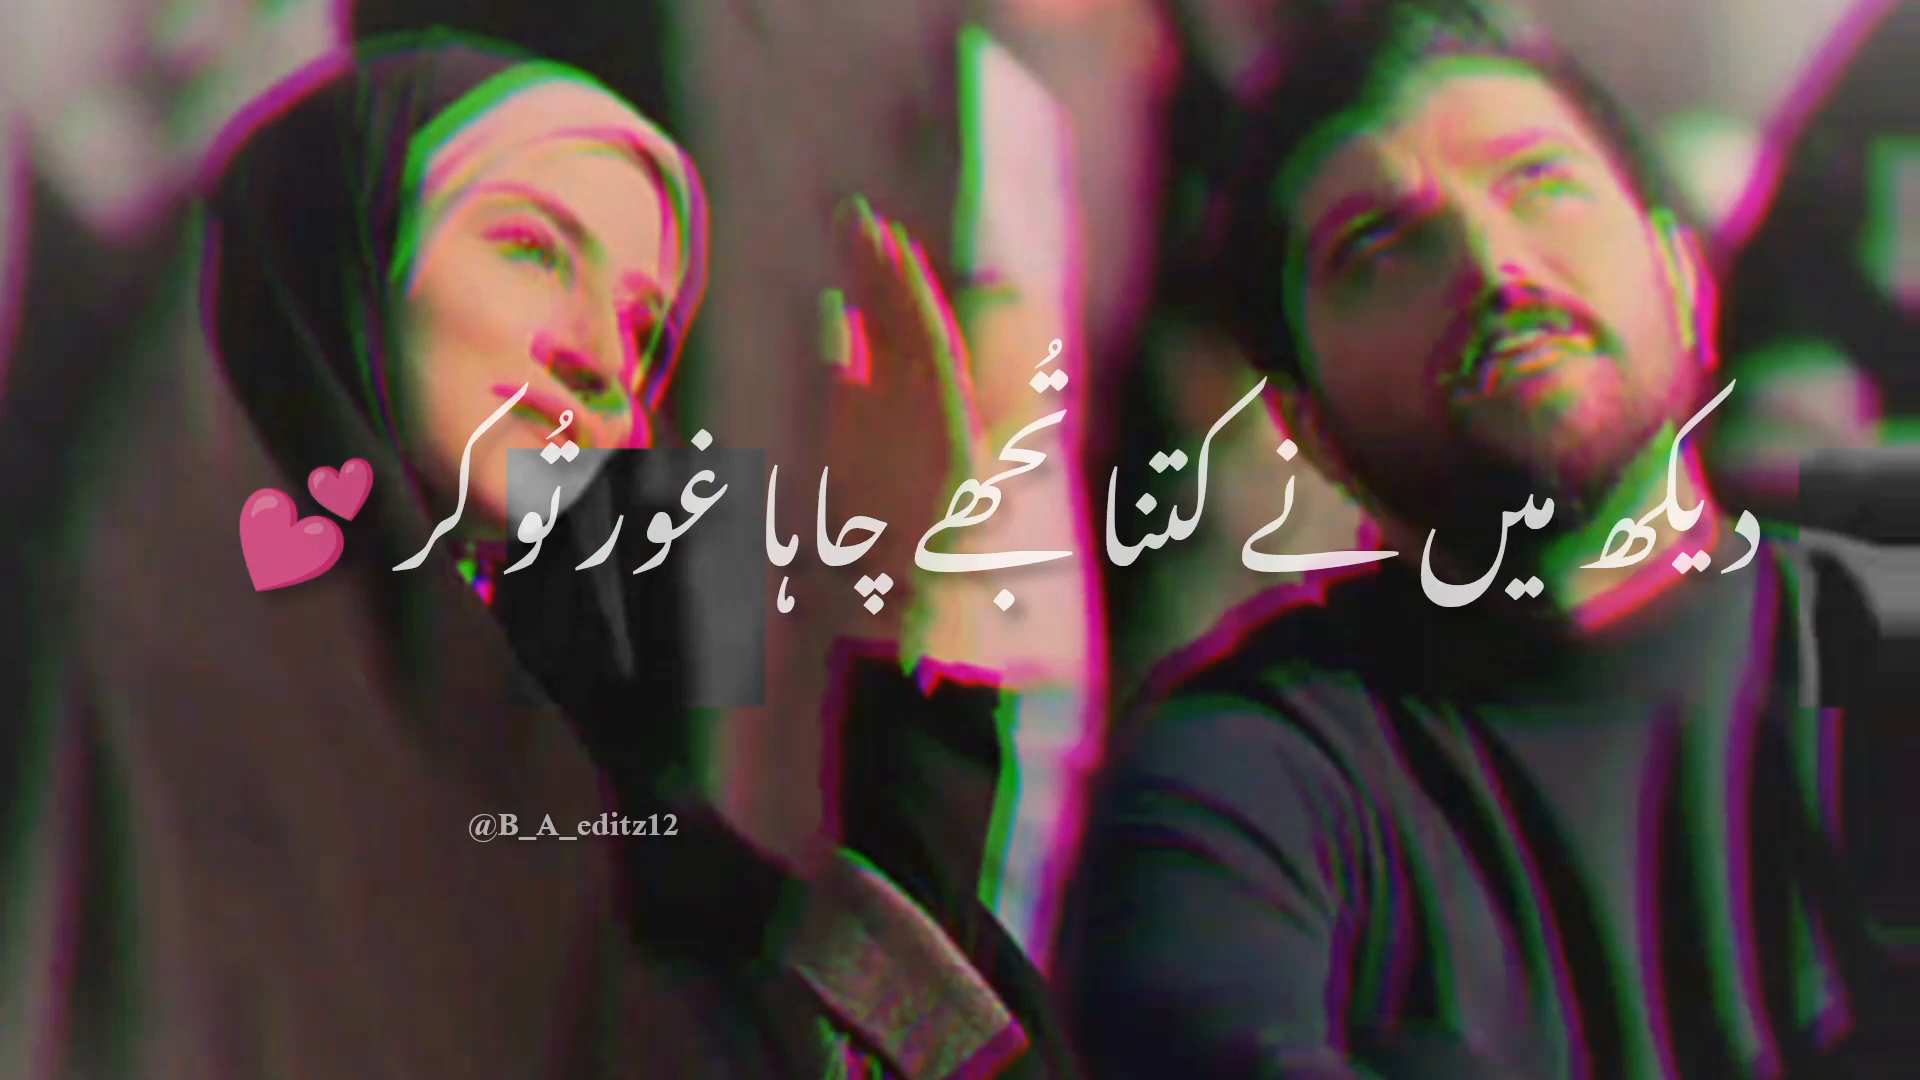 دیکھ میں نے کتنا تُجھے چاہا غور تُو کر 💕
@B_A_editz12